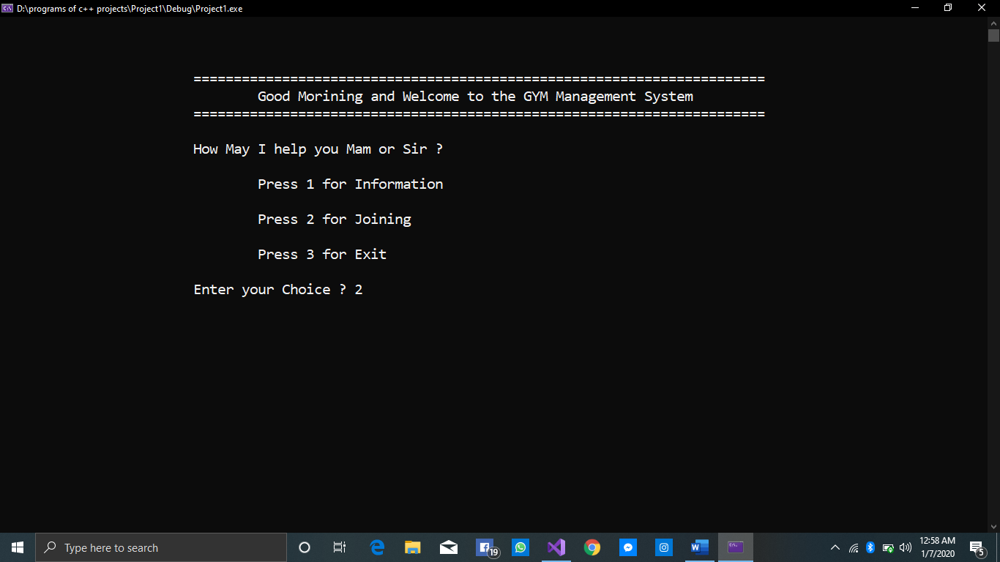 D:\programs of c++ projects\Project1\Debug\Project1.exe
=======================================================================
Good Morining and Welcome to the GYM Management System
=======================================================================
How May I help you Mam or Sir ?
Press 1 for Information
Press 2 for Joining
Press 3 for Exit
Enter your Choice ? 2
Type here to search
19
12:58 AM
1/7/2020
5